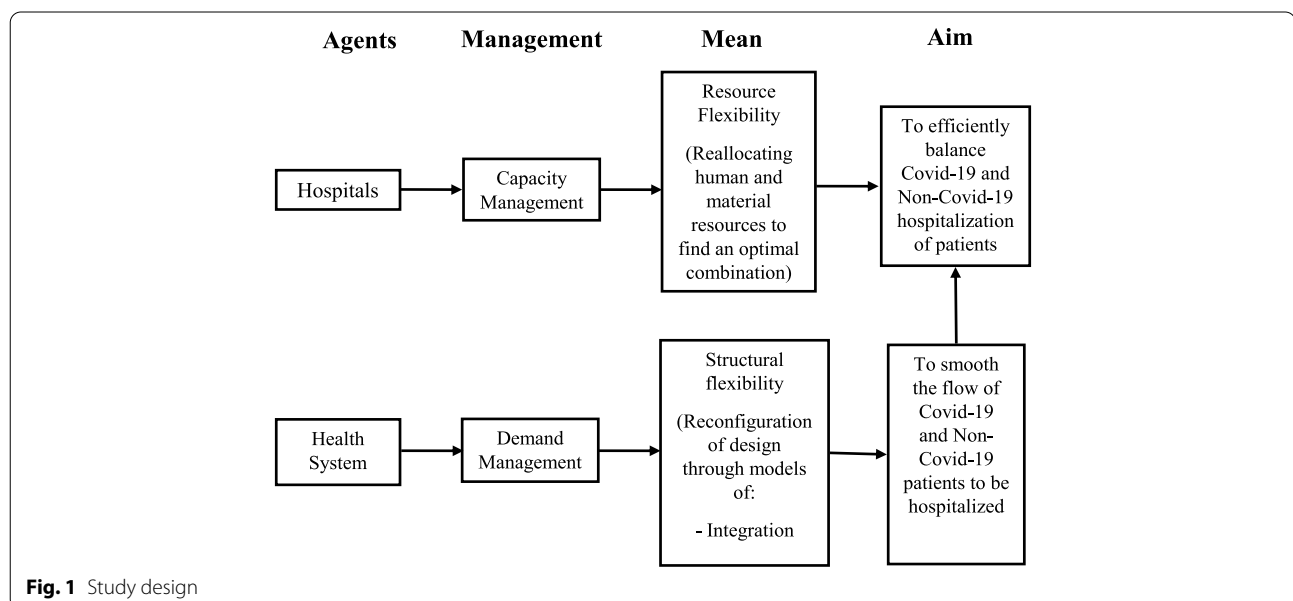 Agents Management Mean Aim
Hospitals
Capacity
Management
Resource
Flexibility
(Reallocating
human and
material
resources to
find an optimal
combination)
To efficiently
balance
Covid-19 and
Non-Covid-19
hospitalization
of patients
Health
System
Demand
Management
Structural
flexibility
(Reconfiguration
of design
through models
of:
- Integration
To smooth
the flow of
Covid-19
and Non-
Covid-19
patients to be
hospitalized
Fig. 1 Study design